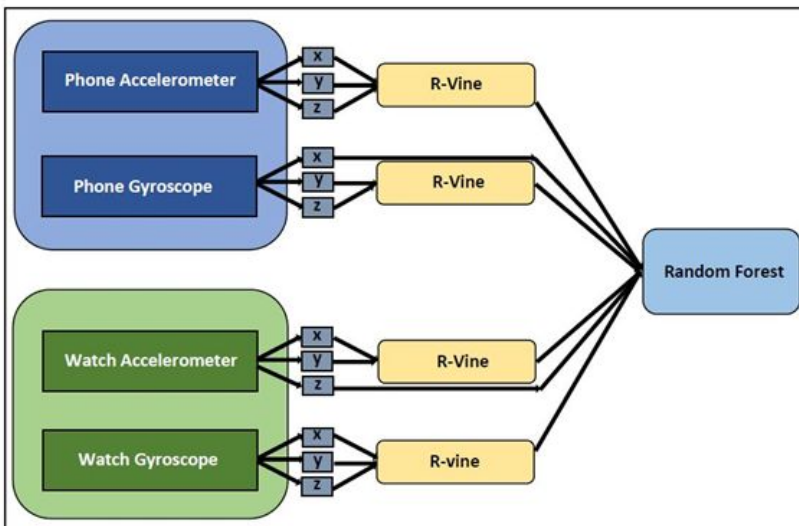 Phone Accelerometer
x
y
z
R-Vine
Phone Gyroscope
x
y
z
R-Vine
Random Forest
Watch Accelerometer
x
y
z
R-Vine
Watch Gyroscope
x
y
z
R-vine